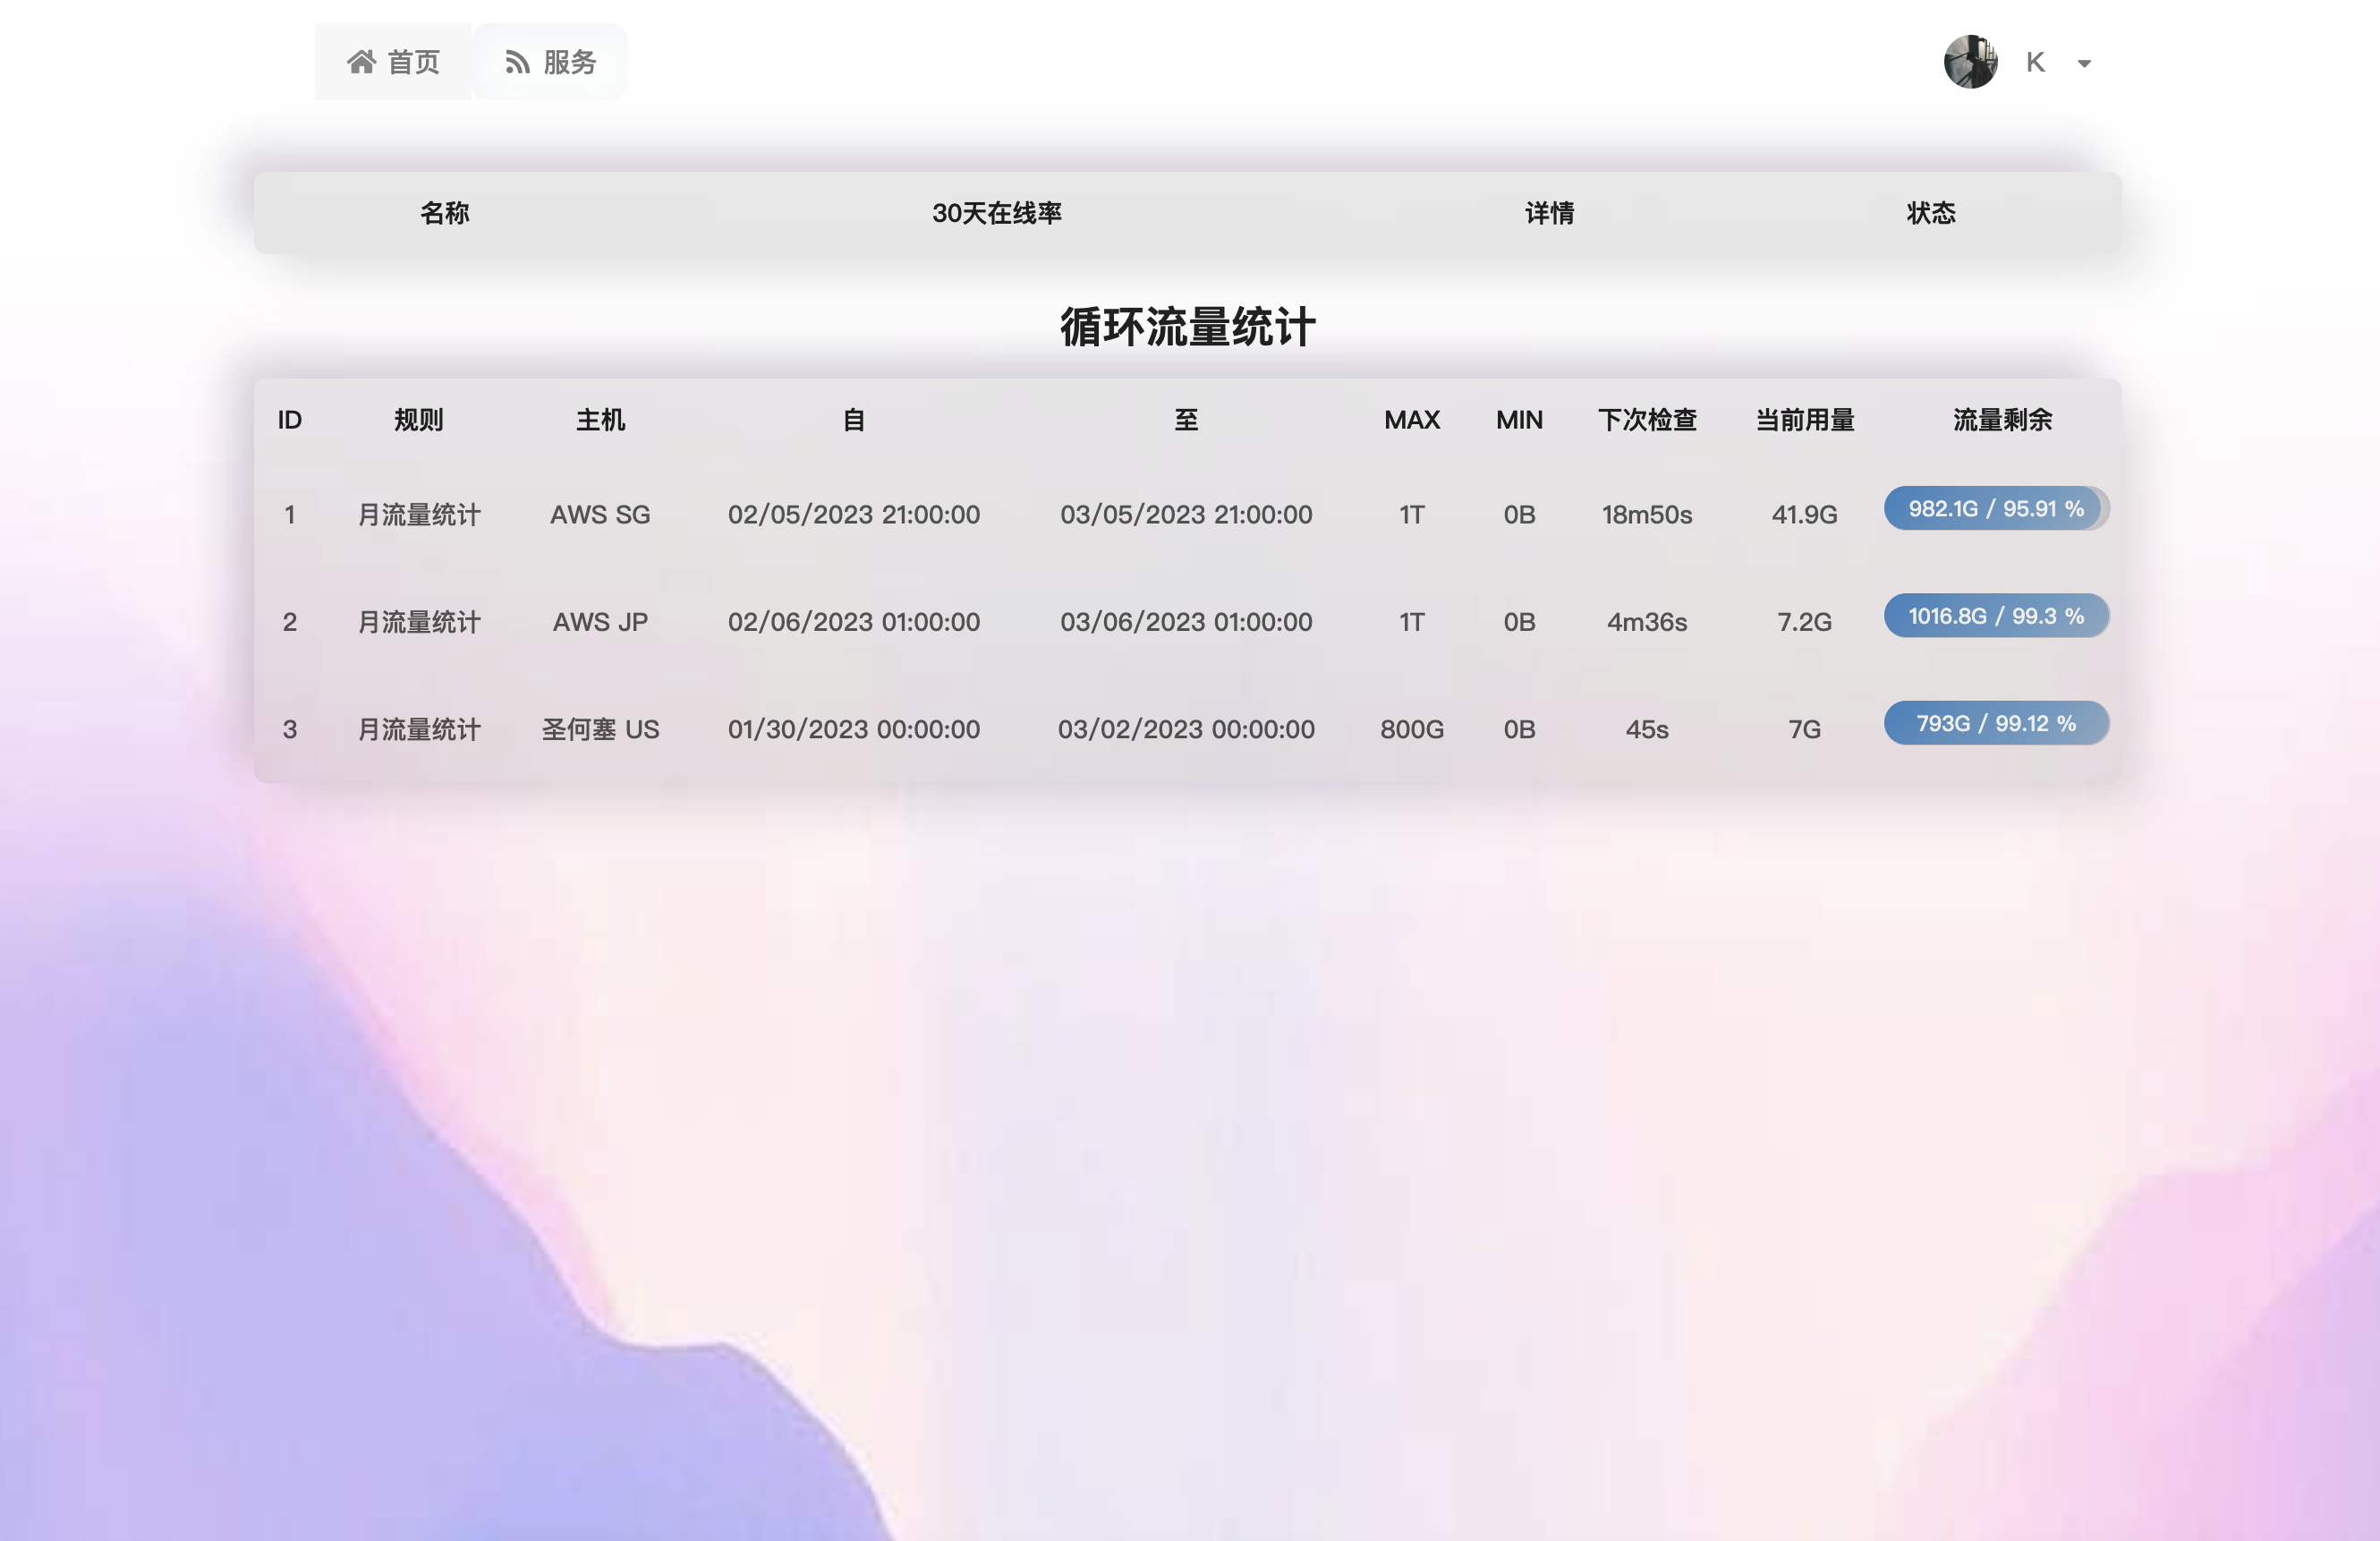 首页 服务 K
名称 30天在线率 详情 状态
循环流量统计
ID 规则 主机 自 至 MAX MIN 下次检查 当前用量 流量剩余
1 月流量统计 AWS SG 02/05/2023 21:00:00 03/05/2023 21:00:00 1T 0B 18m50s 41.9G 982.1G / 95.91 %
2 月流量统计 AWS JP 02/06/2023 01:00:00 03/06/2023 01:00:00 1T 0B 4m36s 7.2G 1016.8G / 99.3 %
3 月流量统计 圣何塞 US 01/30/2023 00:00:00 03/02/2023 00:00:00 800G 0B 45s 7G 793G / 99.12 %